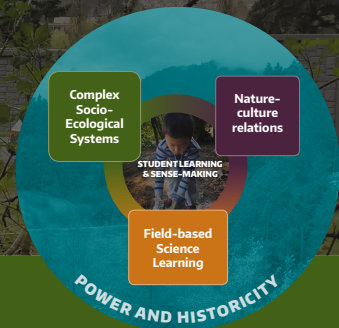 Complex
Socio-
Ecological
Systems
Nature-
culture
relations
STUDENT LEARNING
& SENSE-MAKING
Field-based
Science
Learning
POWER AND HISTORICITY